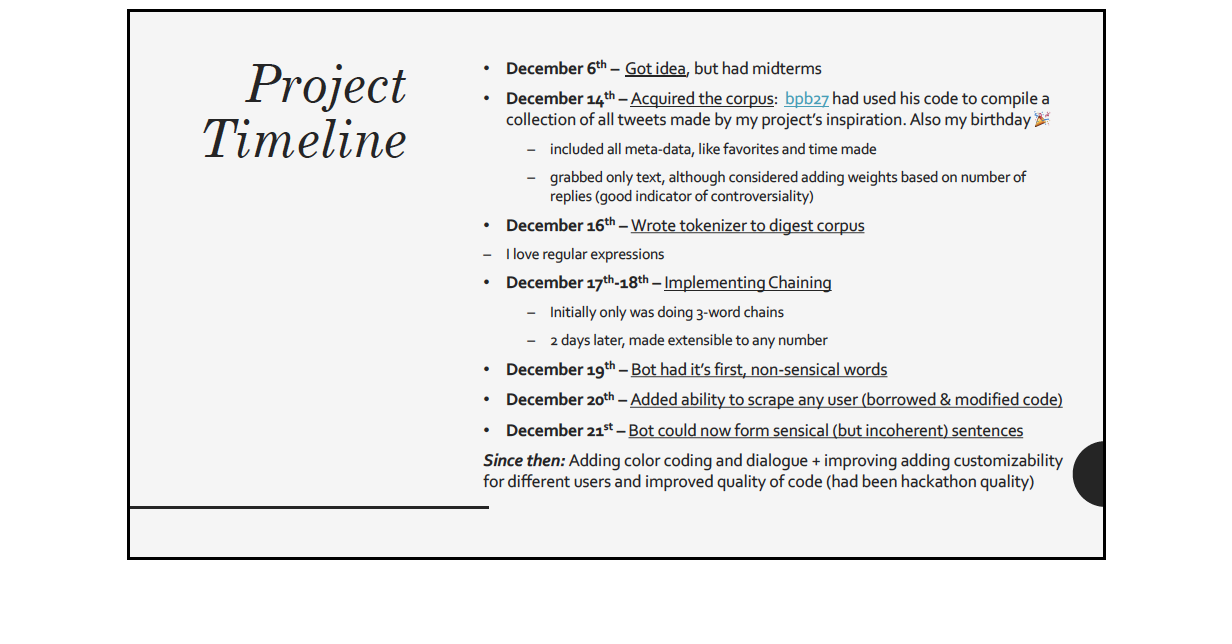 Project
Timeline
• December 6th – Got idea, but had midterms
• December 14th – Acquired the corpus: bpb27 had used his code to compile a
collection of all tweets made by my project's inspiration. Also my birthday 🎉
– included all meta-data, like favorites and time made
– grabbed only text, although considered adding weights based on number of
replies (good indicator of controversiality)
• December 16th – Wrote tokenizer to digest corpus
– I love regular expressions
• December 17th-18th – Implementing Chaining
– Initially only was doing 3-word chains
– 2 days later, made extensible to any number
• December 19th – Bot had it's first, non-sensical words
• December 20th – Added ability to scrape any user (borrowed & modified code)
• December 21st – Bot could now form sensical (but incoherent) sentences
Since then: Adding color coding and dialogue + improving adding customizability
for different users and improved quality of code (had been hackathon quality)